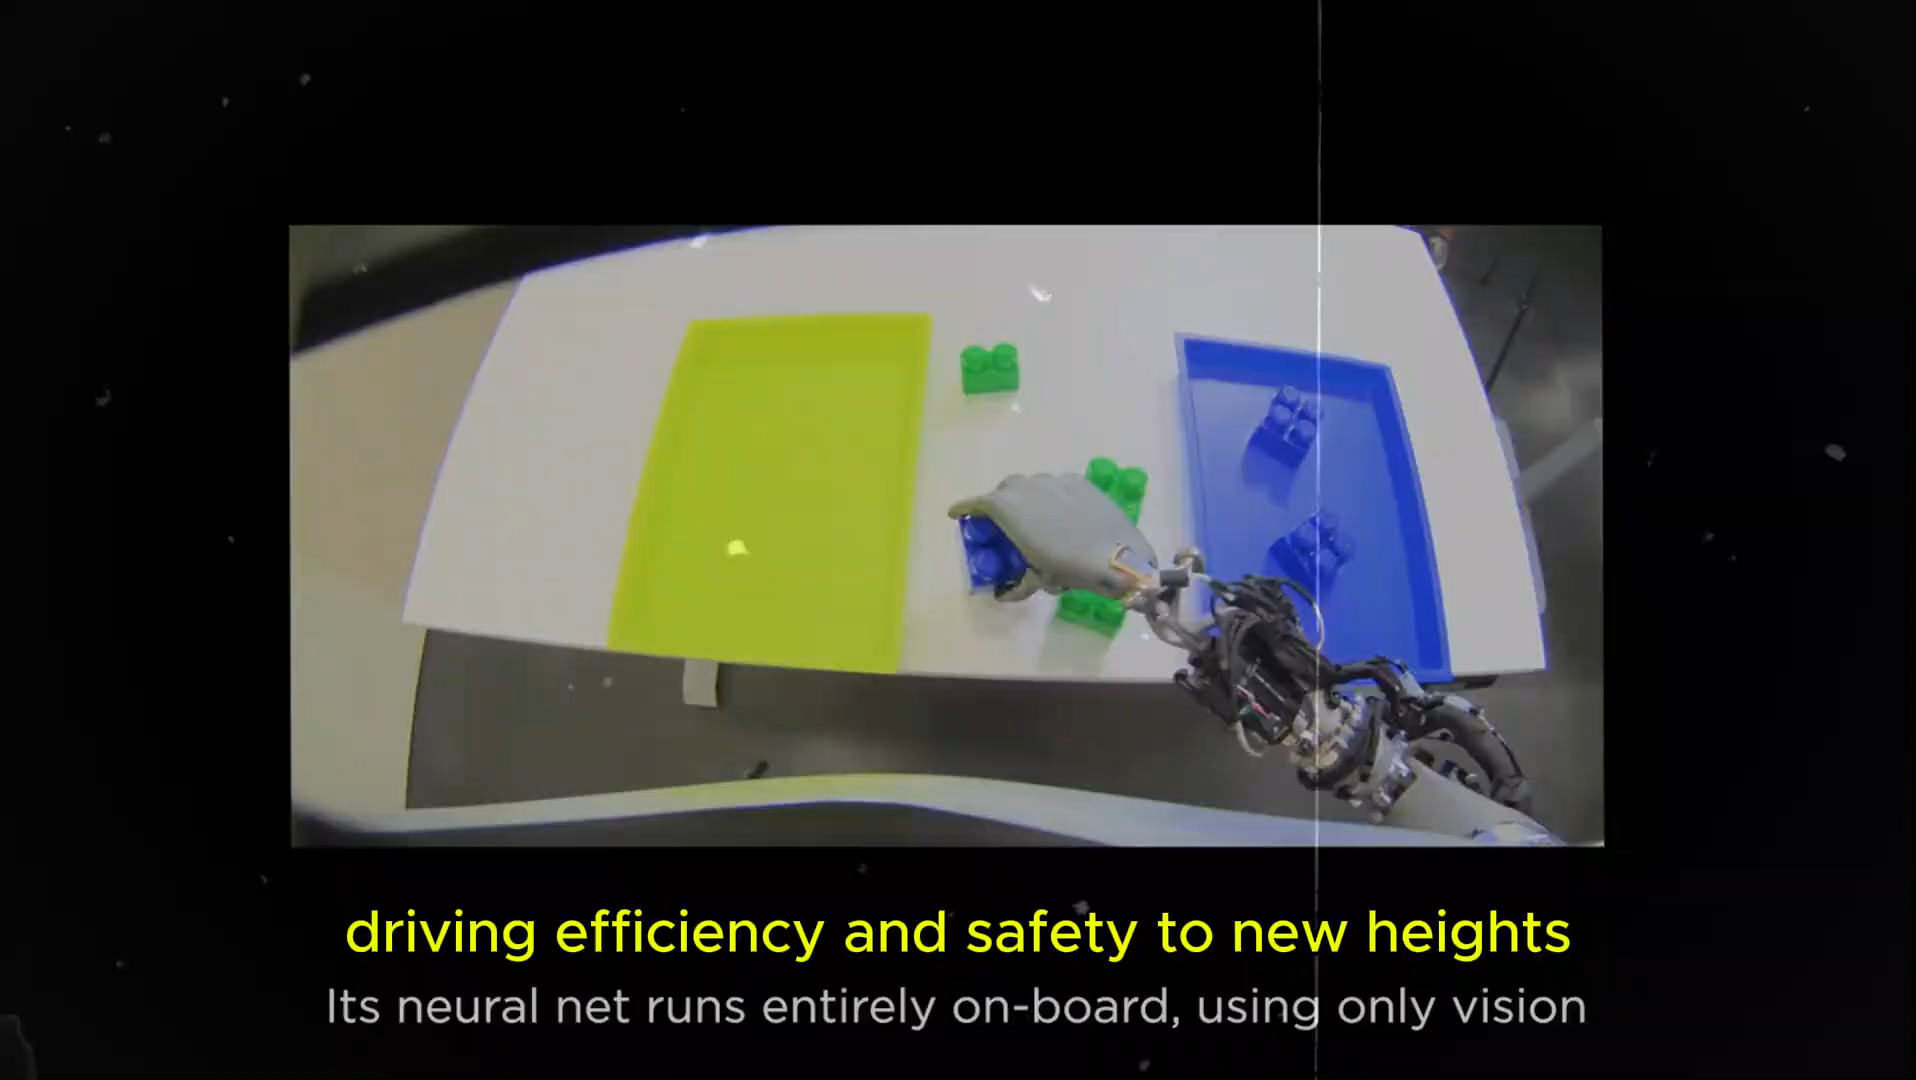 driving efficiency and safety to new heights
Its neural net runs entirely on-board, using only vision